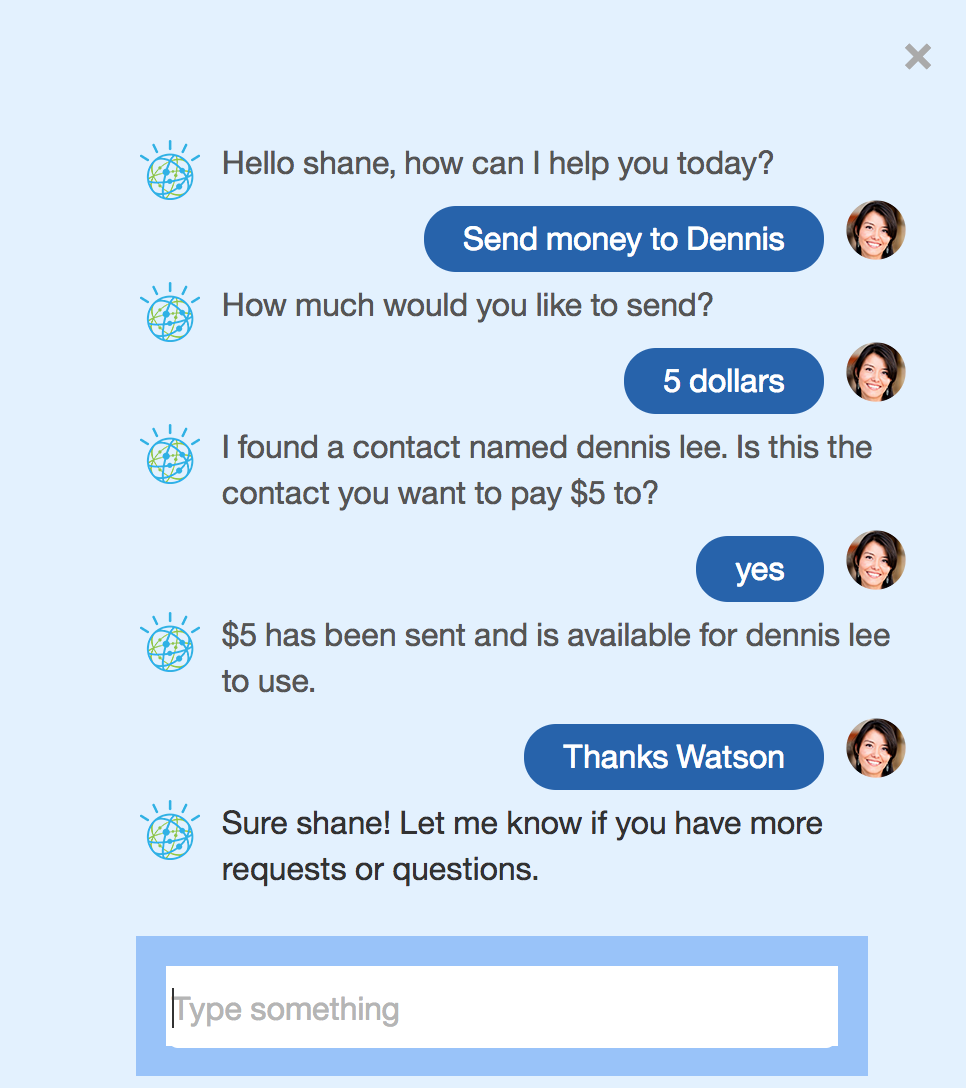 Hello shane, how can I help you today?
Send money to Dennis
How much would you like to send?
5 dollars
I found a contact named dennis lee. Is this the
contact you want to pay $5 to?
yes
$5 has been sent and is available for dennis lee
to use.
Thanks Watson
Sure shane! Let me know if you have more
requests or questions.
Type something